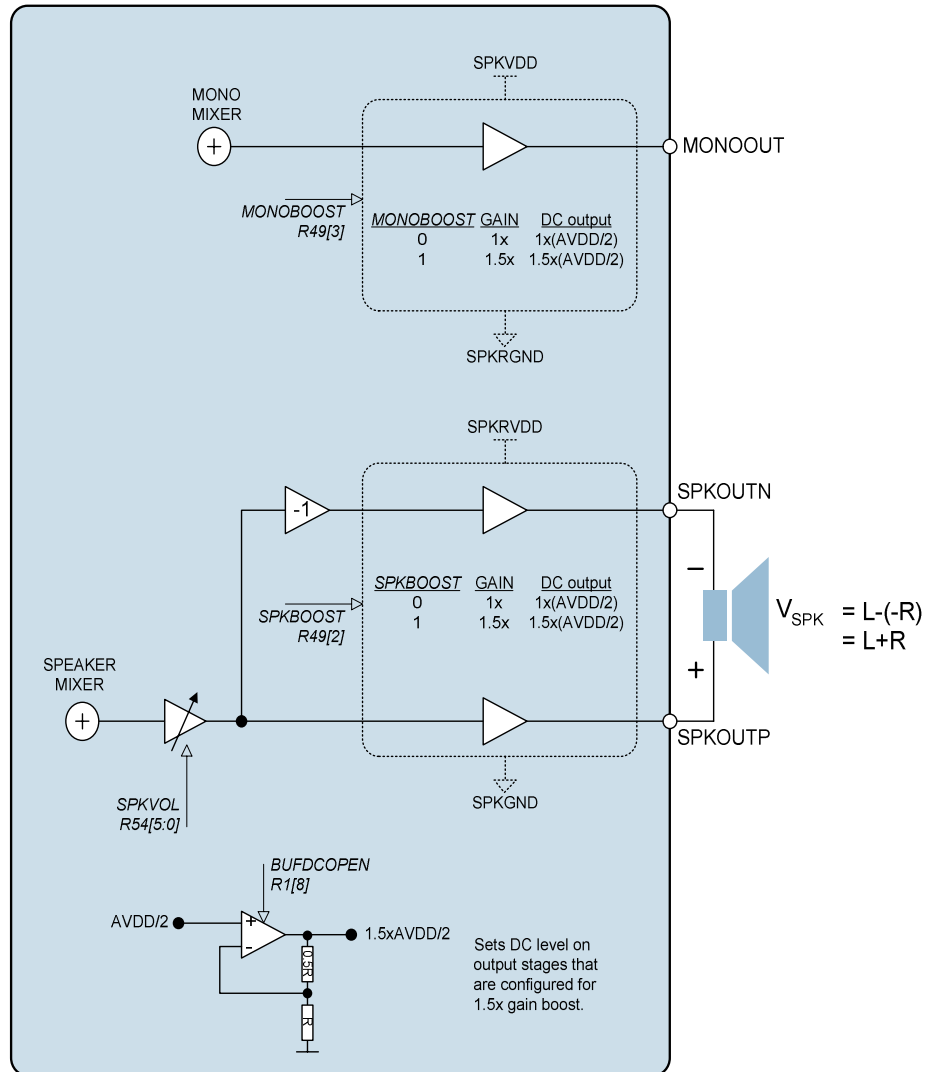 SPKVDD
MONO
MIXER
+
MONOOUT
MONOBOOST
R49[3]
MONOBOOST GAIN DC output
0 1x 1x(AVDD/2)
1 1.5x 1.5x(AVDD/2)
SPKRGND
SPKRVDD
SPKOUTN
-1
SPKBOOST
R49[2]
SPKBOOST GAIN DC output
0 1x 1x(AVDD/2)
1 1.5x 1.5x(AVDD/2)
−
+
VSPK = L-(-R)
= L+R
SPEAKER
MIXER
+
SPKOUTP
SPKVOL
R54[5:0]
SPKGND
BUFDCOPEN
R1[8]
AVDD/2
+
-
1.5xAVDD/2
0.5R
R
Sets DC level on
output stages that
are configured for
1.5x gain boost.